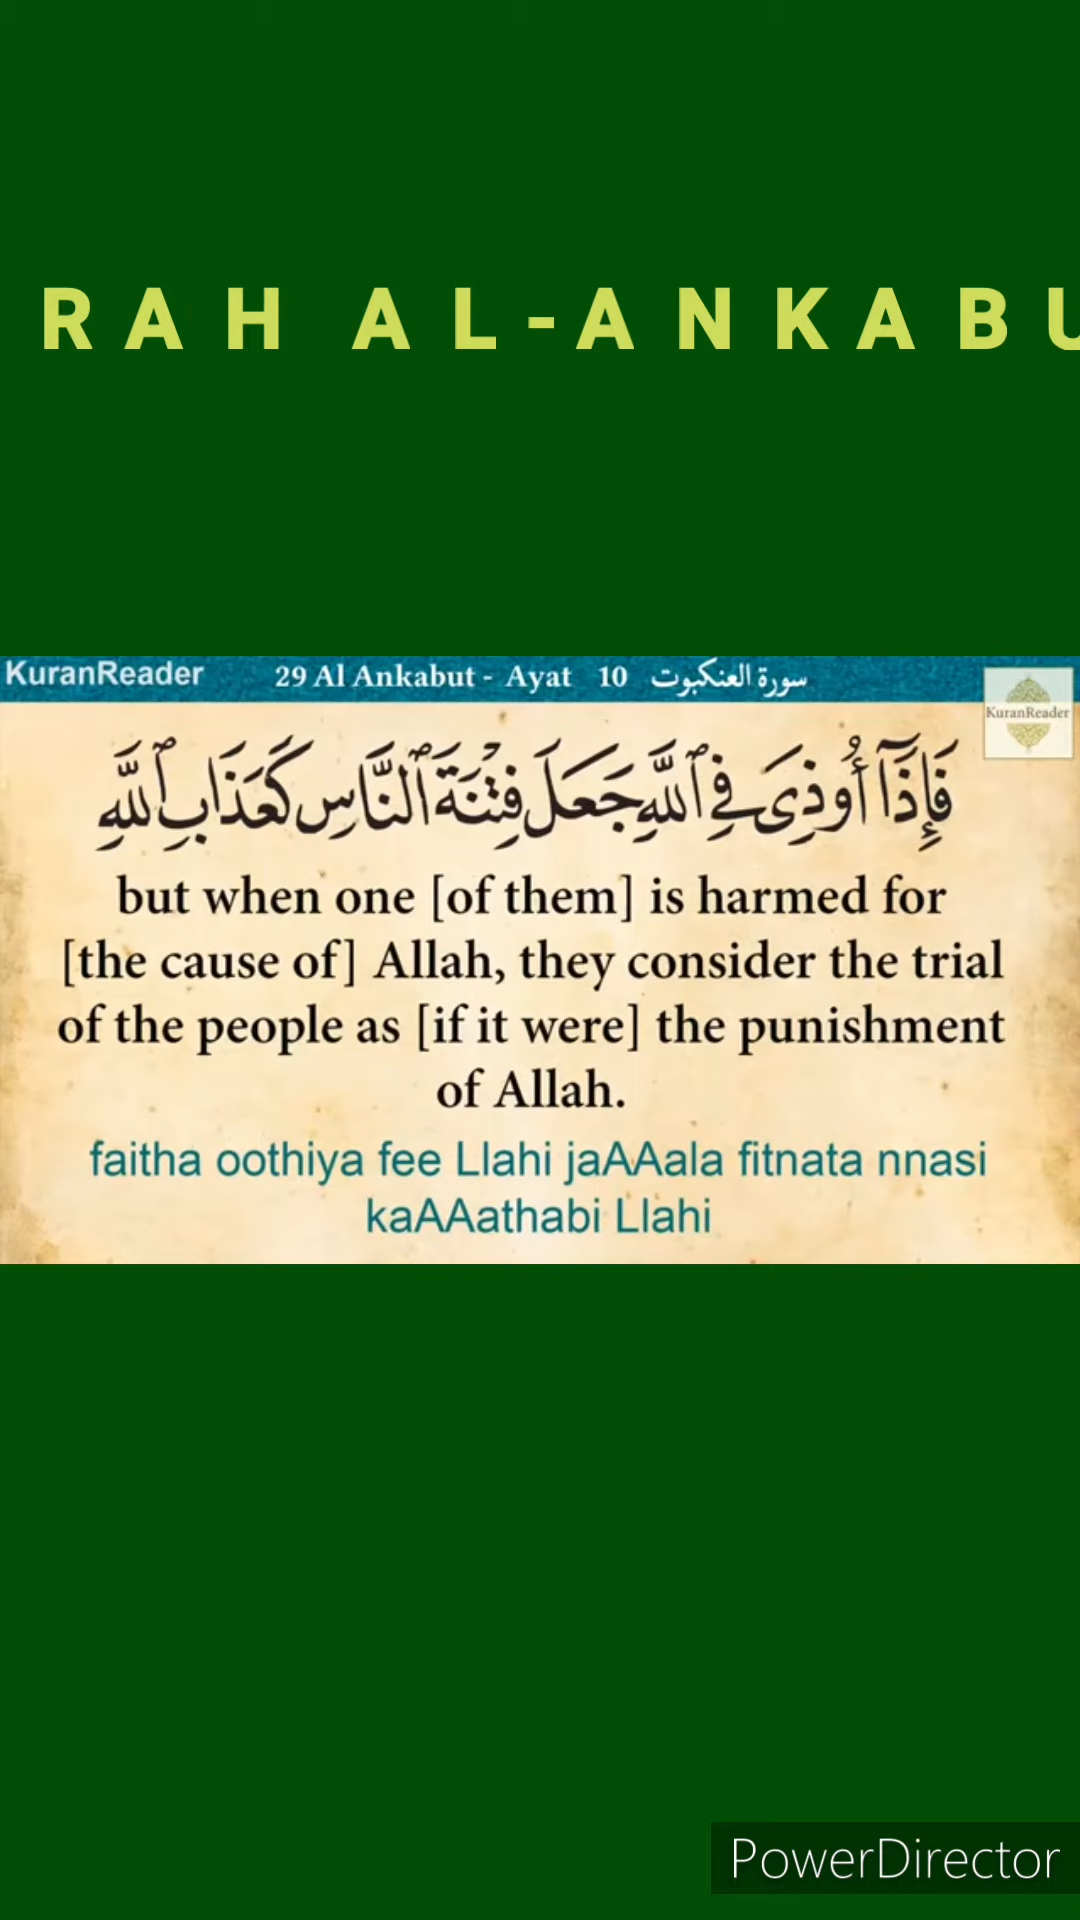 RAH AL-ANKABU
KuranReader 29 Al Ankabut - Ayat 10 سورة العنكبوت
KuranReader
فَإِذَآ أُوذِىَ فِى ٱللَّهِ جَعَلَ فِتْنَةَ ٱلنَّاسِ كَعَذَابِ ٱللَّهِ
but when one [of them] is harmed for
[the cause of] Allah, they consider the trial
of the people as [if it were] the punishment
of Allah.
faitha oothiya fee Llahi jaAAala fitnata nnasi
kaAAathabi Llahi
PowerDirector